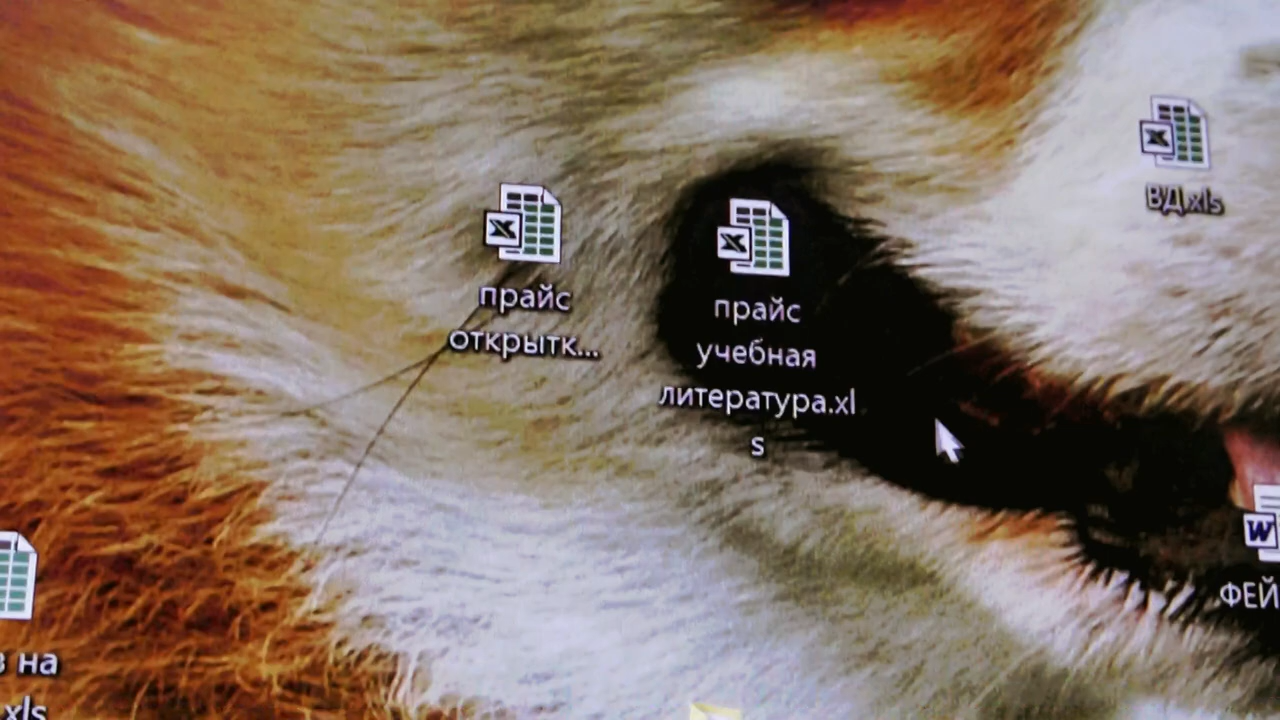 ВД.xls
прайс
открытк...
прайс
учебная
литература.xl
s
ФЕЙ
в на
.xls